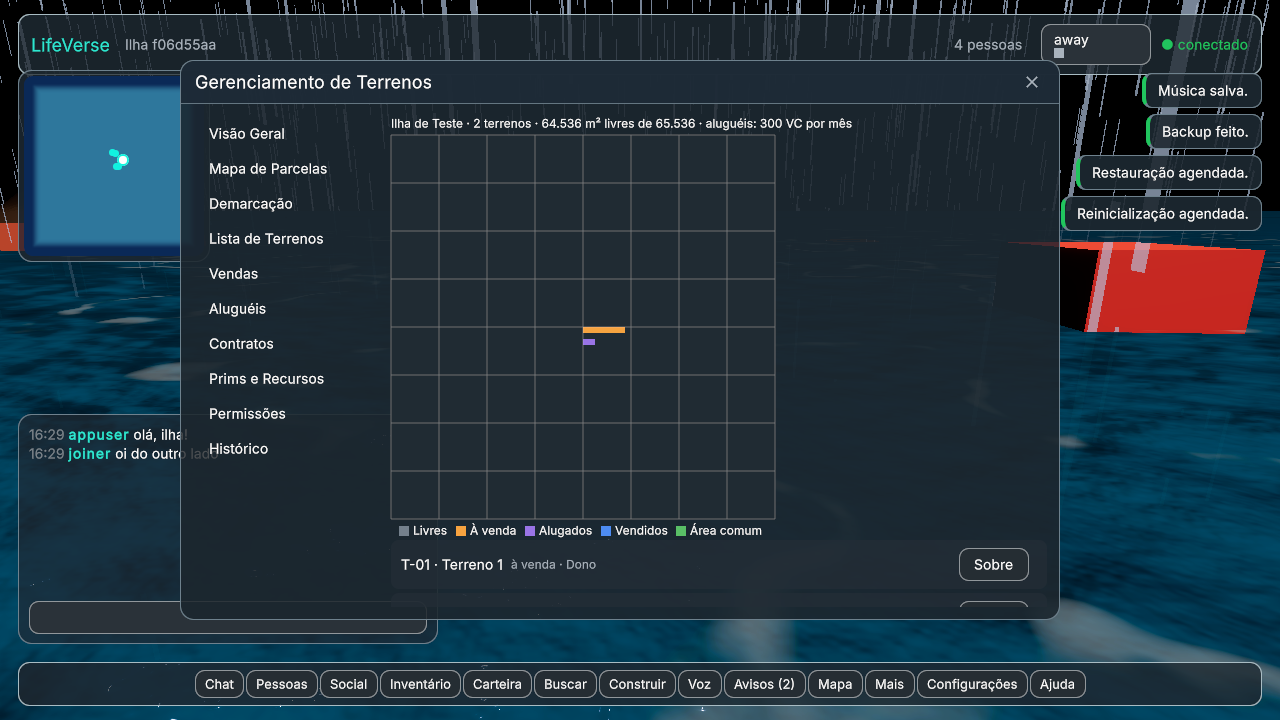 LifeVerse Ilha f06d55aa
4 pessoas
away
conectado
Gerenciamento de Terrenos
Música salva.
Backup feito.
Restauração agendada.
Reinicialização agendada.
Visão Geral
Mapa de Parcelas
Demarcação
Lista de Terrenos
Vendas
Aluguéis
Contratos
Prims e Recursos
Permissões
Histórico
Ilha de Teste · 2 terrenos · 64.536 m² livres de 65.536 · aluguéis: 300 VC por mês
Livres À venda Alugados Vendidos Área comum
T-01 · Terreno 1 à venda · Dono
Sobre
16:29 appuser olá, ilha!
16:29 joiner oi do outro lado
Chat Pessoas Social Inventário Carteira Buscar Construir Voz Avisos (2) Mapa Mais Configurações Ajuda